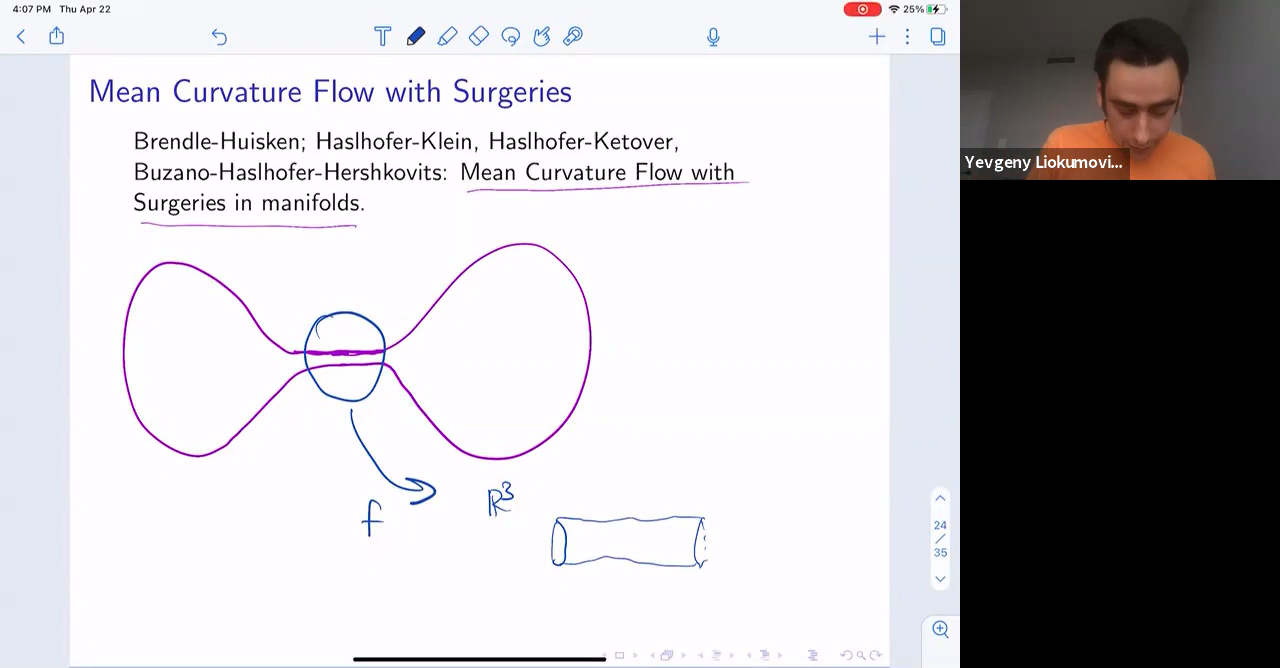 4:07 PM Thu Apr 22
25%
Mean Curvature Flow with Surgeries
Brendle-Huisken; Haslhofer-Klein, Haslhofer-Ketover,
Buzano-Haslhofer-Hershkovits: Mean Curvature Flow with
Surgeries in manifolds.
Yevgeny Liokumovi...
f
R³
24
/
35